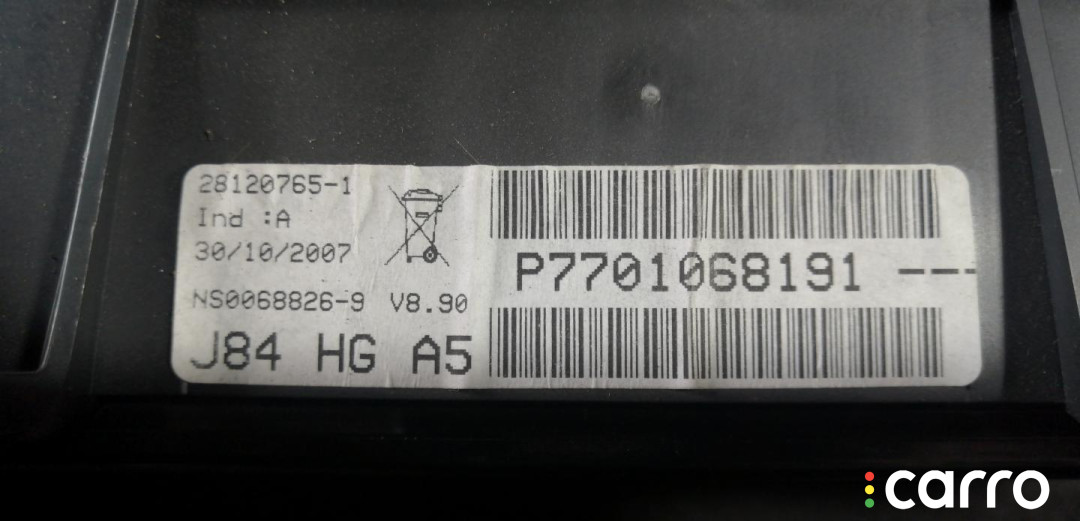 28120765-1
Ind :A
30/10/2007
NS0068826-9 V8.90
J84 HG A5
P7701068191 ---
carro